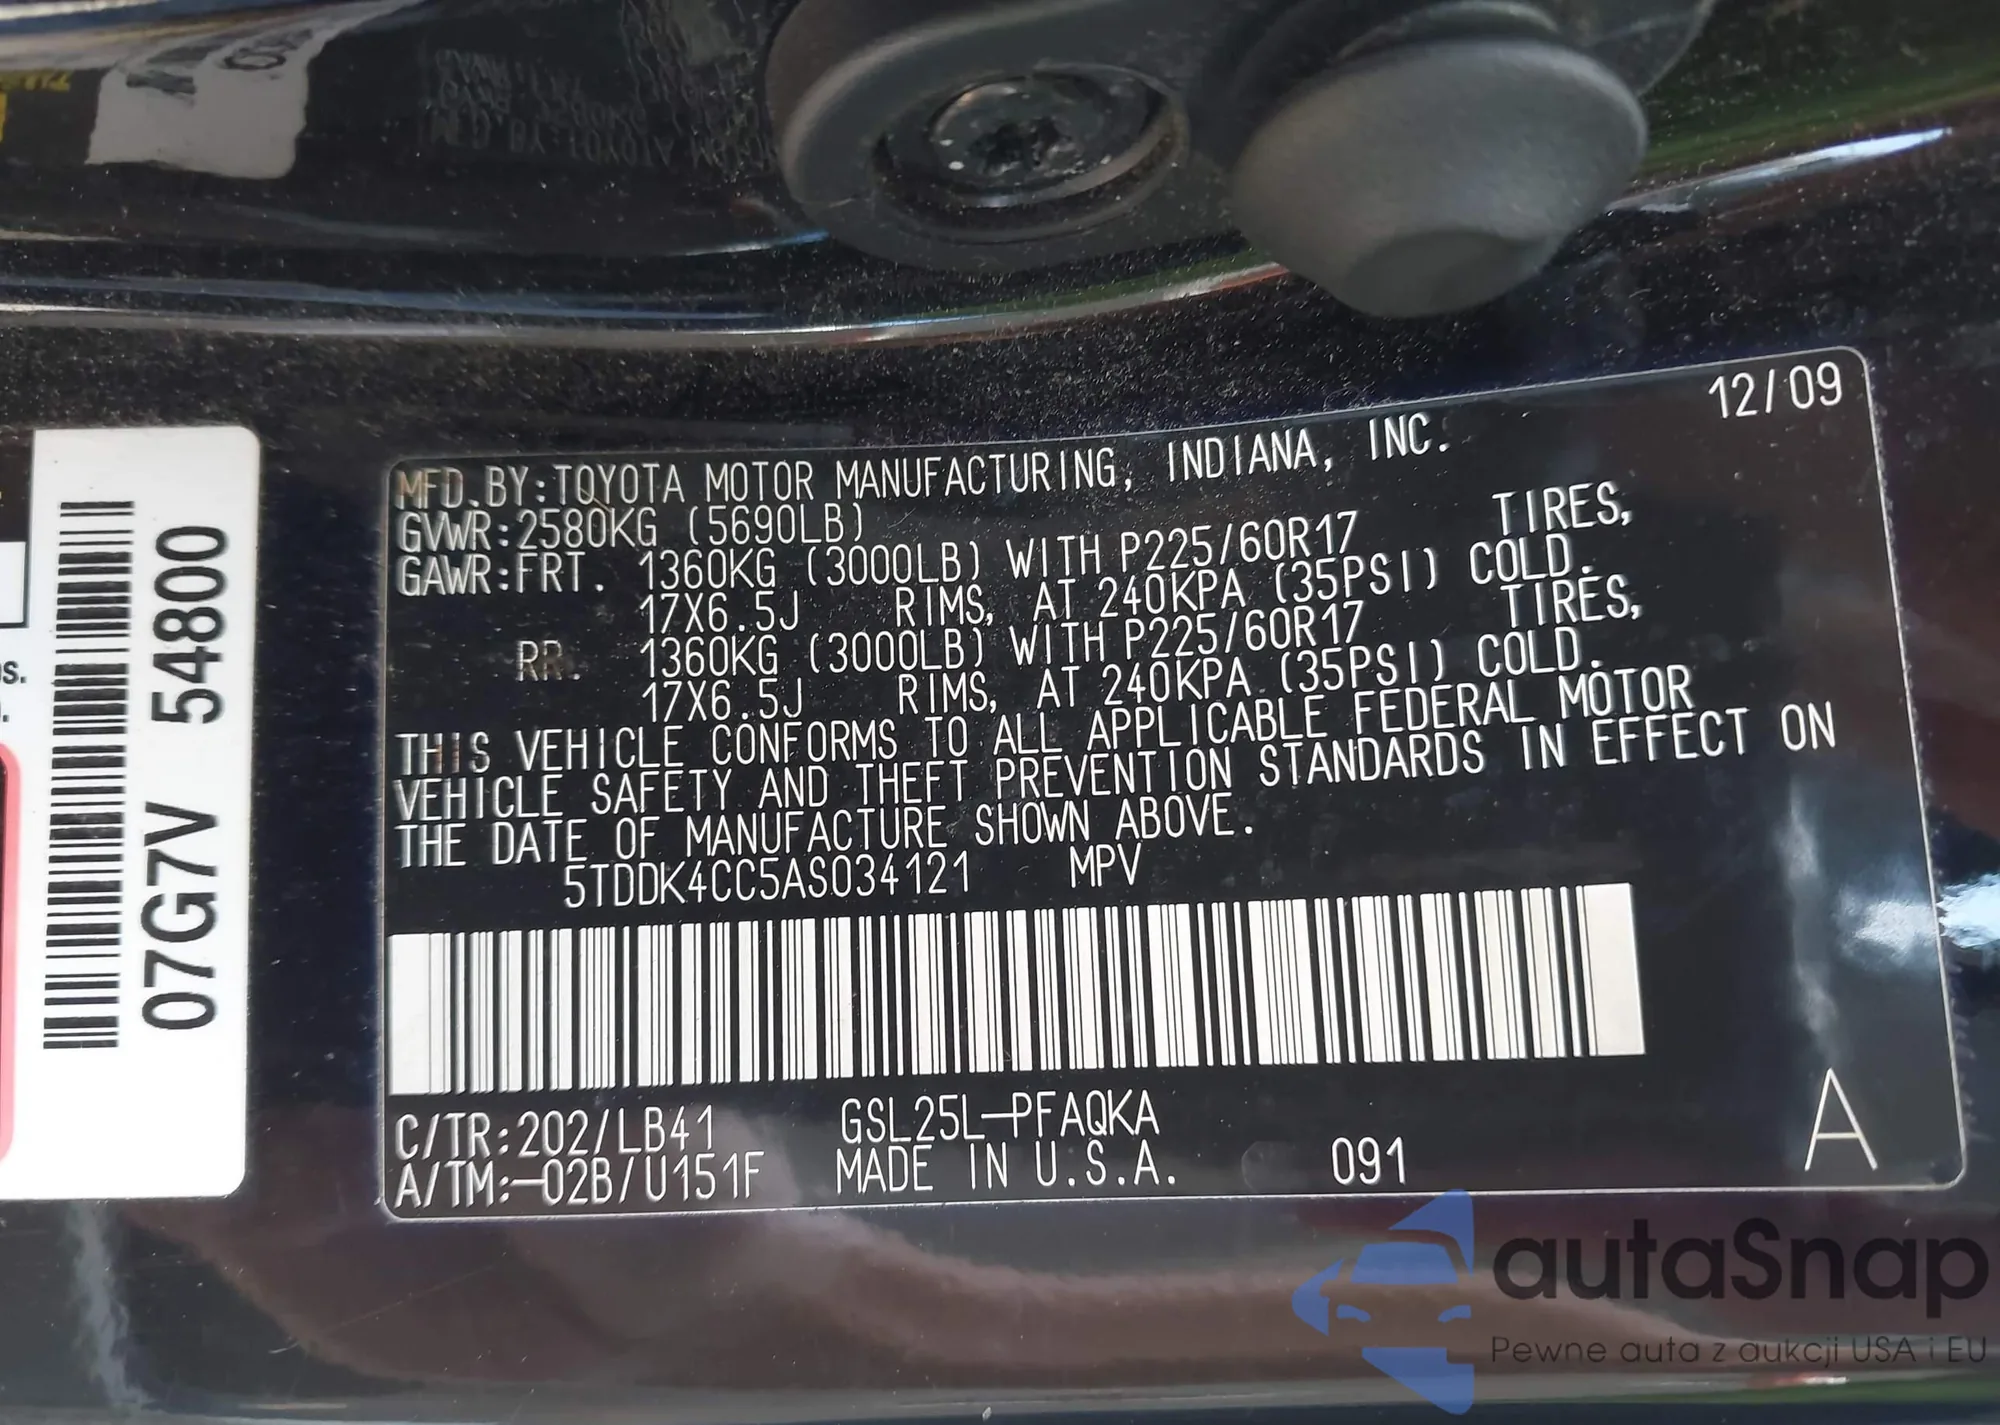 07G7V 54800
12/09
MFD.BY:TOYOTA MOTOR MANUFACTURING, INDIANA, INC.
GVWR:2580KG (5690LB)
GAWR:FRT. 1360KG (3000LB) WITH P225/60R17 TIRES,
17X6.5J RIMS, AT 240KPA (35PSI) COLD.
RR. 1360KG (3000LB) WITH P225/60R17 TIRES,
17X6.5J RIMS, AT 240KPA (35PSI) COLD.
THIS VEHICLE CONFORMS TO ALL APPLICABLE FEDERAL MOTOR
VEHICLE SAFETY AND THEFT PREVENTION STANDARDS IN EFFECT ON
THE DATE OF MANUFACTURE SHOWN ABOVE.
5TDDK4CC5AS034121 MPV
C/TR:202/LB41 GSL25L-PFAQKA
A/TM:-02B/U151F MADE IN U.S.A. 091 A
autaSnap
Pewne auta z aukcji USA i EU